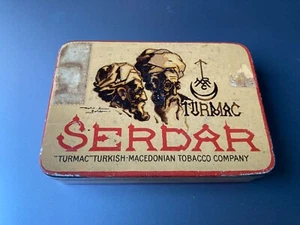 TURMAC
SERDAR
"TURMAC" TURKISH-MACEDONIAN TOBACCO COMPANY